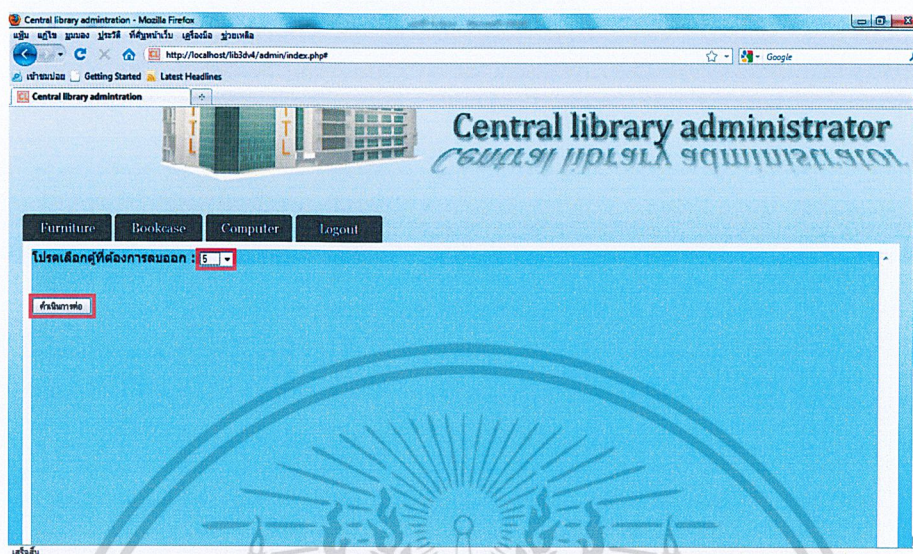 Central library admintration - Mozilla Firefox
แฟ้ม แก้ไข มุมมอง ประวัติ ที่คั่นหน้าเว็บ เครื่องมือ ช่วยเหลือ
http://localhost/lib3dv4/admin/index.php#
Google
เข้าชมบ่อย Getting Started Latest Headlines
CL Central library admintration
I T L
I T L
Central library administrator
Central library administrator
Furniture Bookcase Computer Logout
โปรดเลือกตู้ที่ต้องการลบออก : 5
ดำเนินการต่อ
เสร็จสิ้น